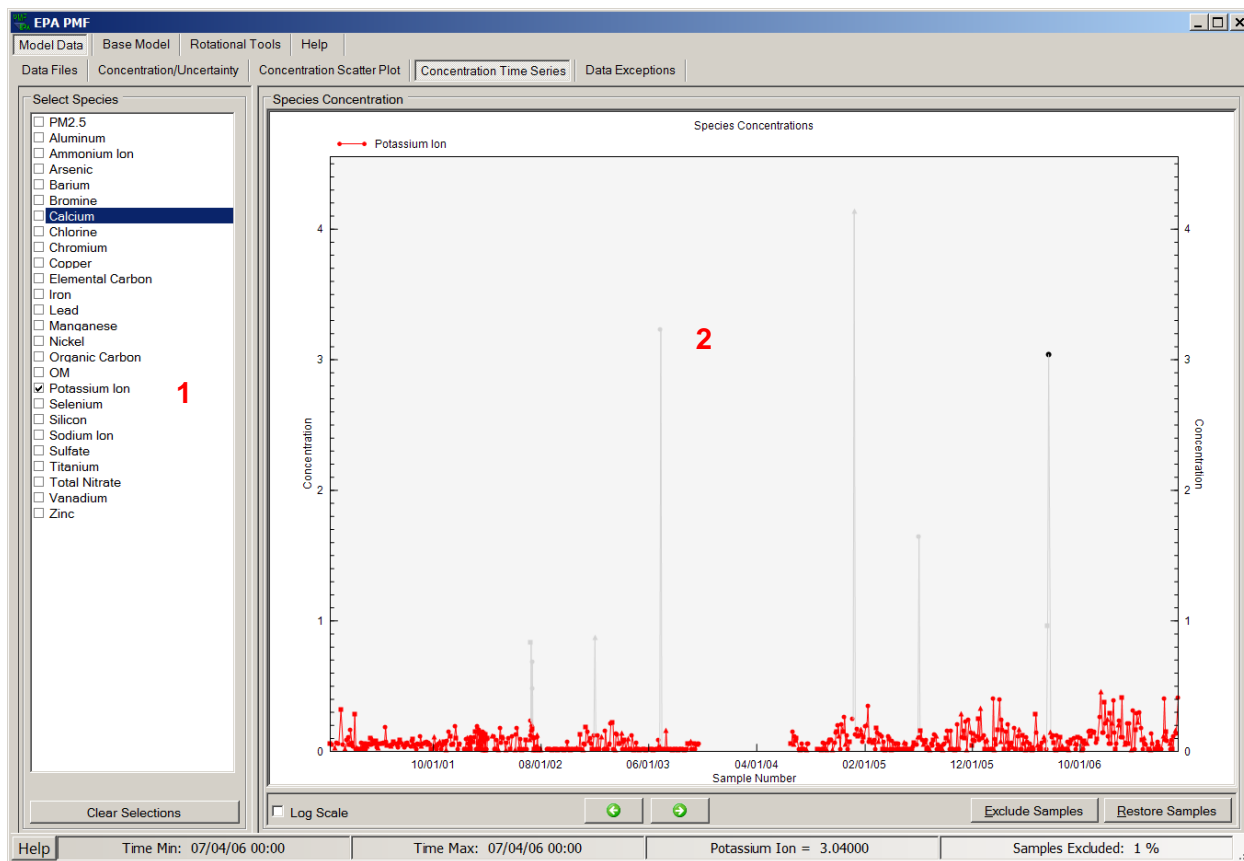 EPA PMF
Model Data Base Model Rotational Tools Help
Data Files Concentration/Uncertainty Concentration Scatter Plot Concentration Time Series Data Exceptions
Select Species
PM2.5
Aluminum
Ammonium Ion
Arsenic
Barium
Bromine
Calcium
Chlorine
Chromium
Copper
Elemental Carbon
Iron
Lead
Manganese
Nickel
Organic Carbon
OM
Potassium Ion
1
Selenium
Silicon
Sodium Ion
Sulfate
Titanium
Total Nitrate
Vanadium
Zinc
Clear Selections
Species Concentration
Species Concentrations
Potassium Ion
4 4
2
3 3
Concentration Concentration
2 2
1 1
0 0
10/01/01 08/01/02 06/01/03 04/01/04 02/01/05 12/01/05 10/01/06
Sample Number
Log Scale Exclude Samples Restore Samples
Help Time Min: 07/04/06 00:00 Time Max: 07/04/06 00:00 Potassium Ion = 3.04000 Samples Excluded: 1 %